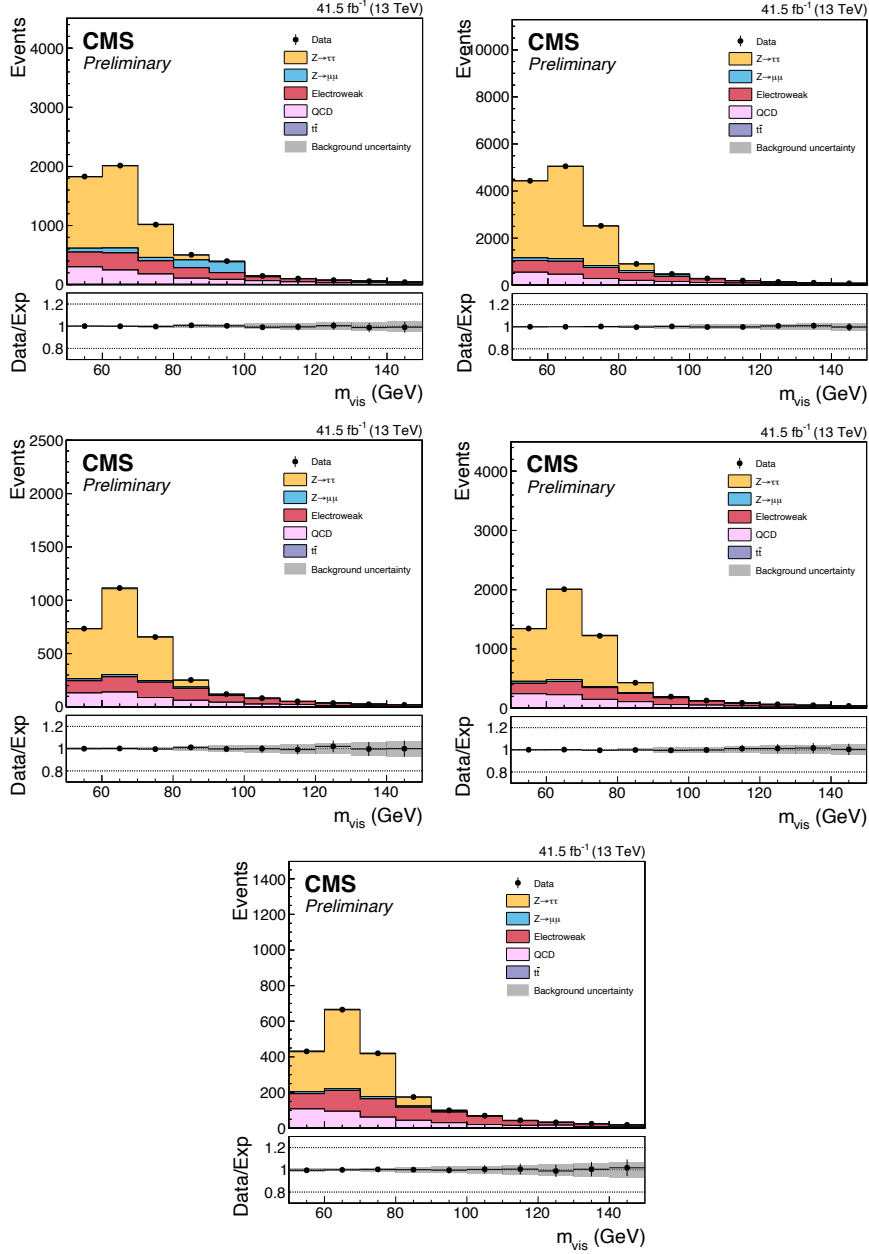 41.5 fb⁻¹ (13 TeV)
Events
CMS
Preliminary
Data
Z→ττ
Z→μμ
Electroweak
QCD
tt̄
Background uncertainty
4000
3000
2000
1000
0
Data/Exp
1.2
1
0.8
60 80 100 120 140
m_vis (GeV)
41.5 fb⁻¹ (13 TeV)
Events
CMS
Preliminary
Data
Z→ττ
Z→μμ
Electroweak
QCD
tt̄
Background uncertainty
10000
8000
6000
4000
2000
0
Data/Exp
1.2
1
0.8
60 80 100 120 140
m_vis (GeV)
41.5 fb⁻¹ (13 TeV)
Events
CMS
Preliminary
Data
Z→ττ
Z→μμ
Electroweak
QCD
tt̄
Background uncertainty
2500
2000
1500
1000
500
0
Data/Exp
1.2
1
0.8
60 80 100 120 140
m_vis (GeV)
41.5 fb⁻¹ (13 TeV)
Events
CMS
Preliminary
Data
Z→ττ
Z→μμ
Electroweak
QCD
tt̄
Background uncertainty
4000
3000
2000
1000
0
Data/Exp
1.2
1
0.8
60 80 100 120 140
m_vis (GeV)
41.5 fb⁻¹ (13 TeV)
Events
CMS
Preliminary
Data
Z→ττ
Z→μμ
Electroweak
QCD
tt̄
Background uncertainty
1400
1200
1000
800
600
400
200
0
Data/Exp
1.2
1
0.8
60 80 100 120 140
m_vis (GeV)